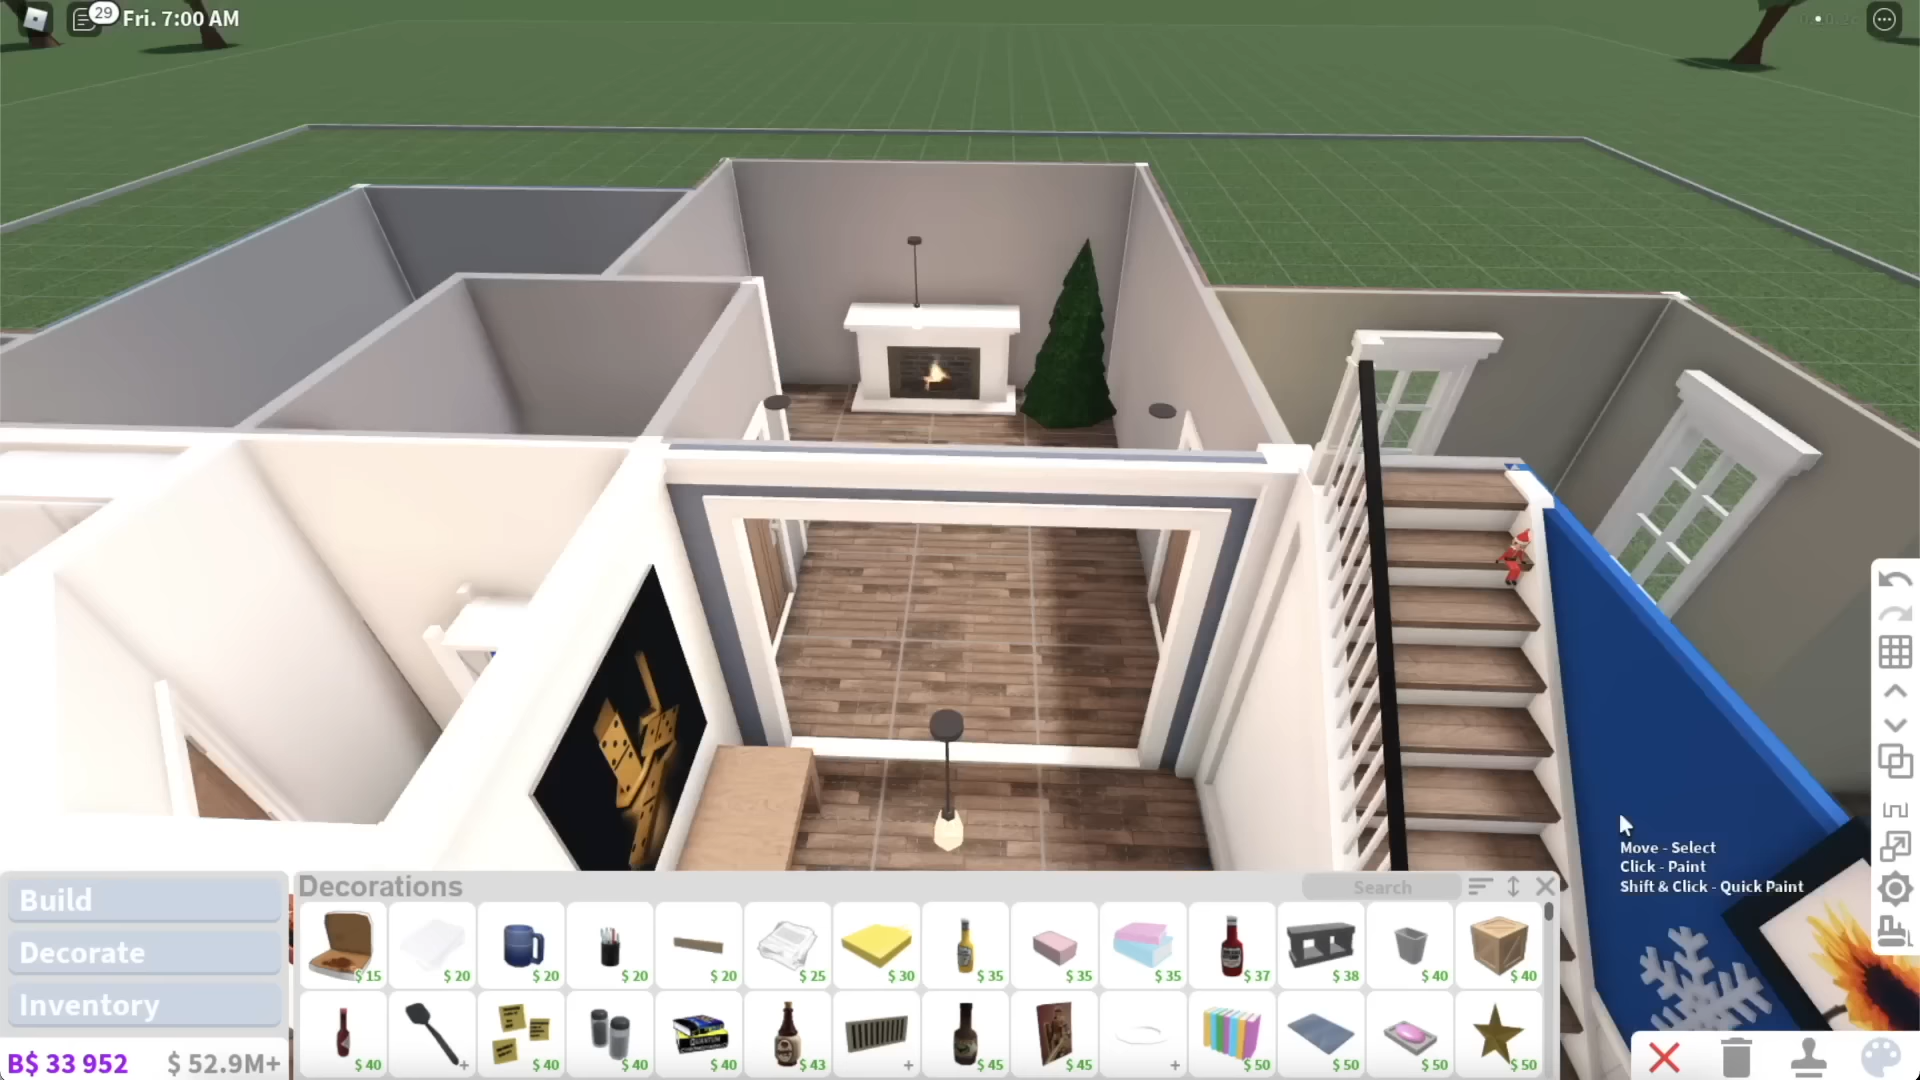 29 Fri. 7:00 AM
Move - Select
Click - Paint
Shift & Click - Quick Paint
Build
Decorate
Inventory
B$ 33 952 $ 52.9M+
Decorations
Search
$ 15 $ 20 $ 20 $ 20 $ 20 $ 25 $ 30 $ 35 $ 35 $ 35 $ 37 $ 38 $ 40 $ 40
$ 40 + $ 40 $ 40 $ 40 $ 43 + $ 45 $ 45 + $ 50 $ 50 $ 50 $ 50